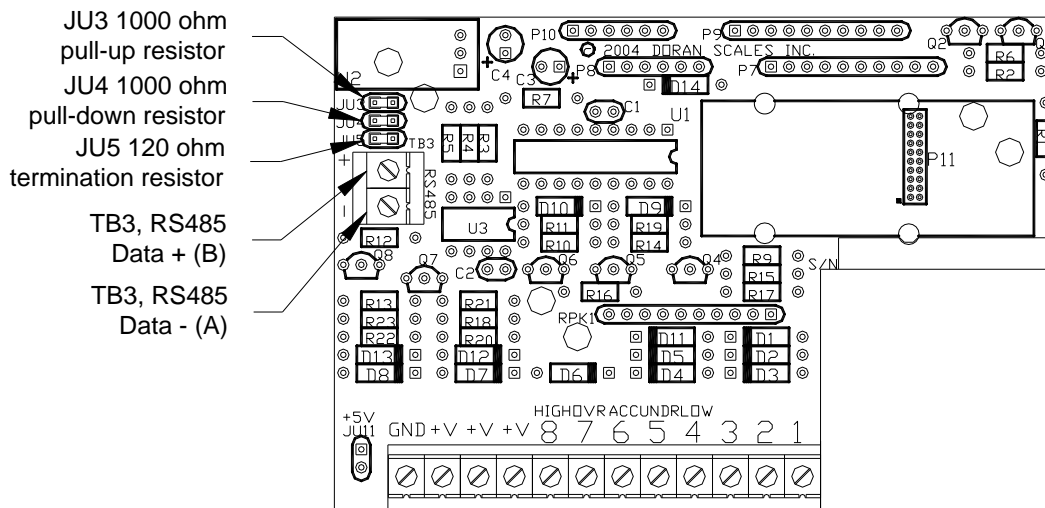 JU3 1000 ohm
pull-up resistor
JU4 1000 ohm
pull-down resistor
JU5 120 ohm
termination resistor
TB3, RS485
Data + (B)
TB3, RS485
Data - (A)
P10
P9
Q2
2004 DORAN SCALES INC.
C4
C3
P8
P7
R6
R2
D14
J2
R7
C1
U1
JU3
JU4
JU5
TB3
R5
R4
R3
P11
+
RS485
-
D10
D9
U3
R11
R19
R12
R10
R14
Q8
Q7
C2
Q6
Q5
Q4
R9
S/N
R15
R16
R17
R13
R21
RPK1
R23
R18
R22
R20
D11
D1
D13
D12
D5
D2
D8
D7
D6
D4
D3
HIGHOVRACCUNDRLOW
+5V
JU11
GND +V +V +V 8 7 6 5 4 3 2 1